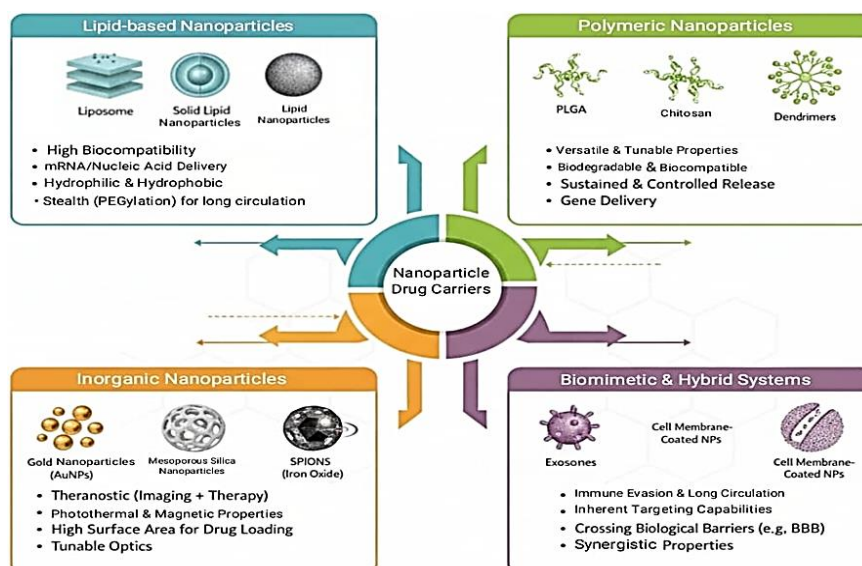 Lipid-based Nanoparticles
Liposome
Solid Lipid
Nanoparticles
Lipid
Nanoparticles
• High Biocompatibility
• mRNA/Nucleic Acid Delivery
• Hydrophilic & Hydrophobic
• Stealth (PEGylation) for long circulation
Polymeric Nanoparticles
PLGA
Chitosan
Dendrimers
• Versatile & Tunable Properties
• Biodegradable & Biocompatible
• Sustained & Controlled Release
• Gene Delivery
Nanoparticle
Drug Carriers
Inorganic Nanoparticles
Gold Nanoparticles
(AuNPs)
Mesoporous Silica
Nanoparticles
SPIONS
(Iron Oxide)
• Theranostic (Imaging + Therapy)
• Photothermal & Magnetic Properties
• High Surface Area for Drug Loading
• Tunable Optics
Biomimetic & Hybrid Systems
Exosones
Cell Membrane-
Coated NPs
Cell Membrane-
Coated NPs
• Immune Evasion & Long Circulation
• Inherent Targeting Capabilities
• Crossing Biological Barriers (e.g, BBB)
• Synergistic Properties